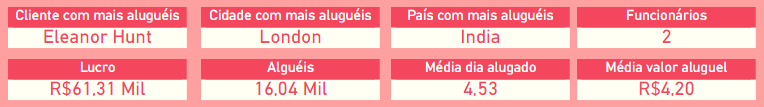 Cliente com mais aluguéis
Cidade com mais aluguéis
País com mais aluguéis
Funcionários
Eleanor Hunt
London
India
2
Lucro
Alguéis
Média dia alugado
Média valor aluguel
R$61,31 Mil
16,04 Mil
4,53
R$4,20